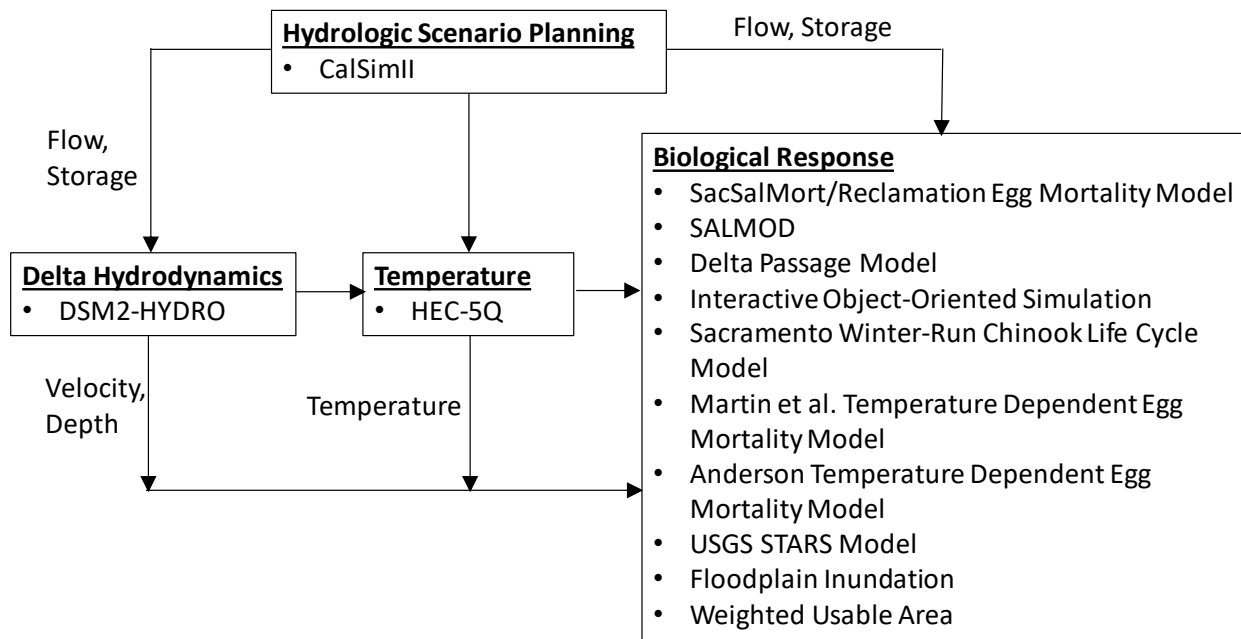 Hydrologic Scenario Planning
• CalSimII
Flow, Storage
Flow,
Storage
Biological Response
• SacSalMort/Reclamation Egg Mortality Model
• SALMOD
• Delta Passage Model
• Interactive Object-Oriented Simulation
• Sacramento Winter-Run Chinook Life Cycle
Model
• Martin et al. Temperature Dependent Egg
Mortality Model
• Anderson Temperature Dependent Egg
Mortality Model
• USGS STARS Model
• Floodplain Inundation
• Weighted Usable Area
Delta Hydrodynamics
• DSM2-HYDRO
Temperature
• HEC-5Q
Velocity,
Depth
Temperature